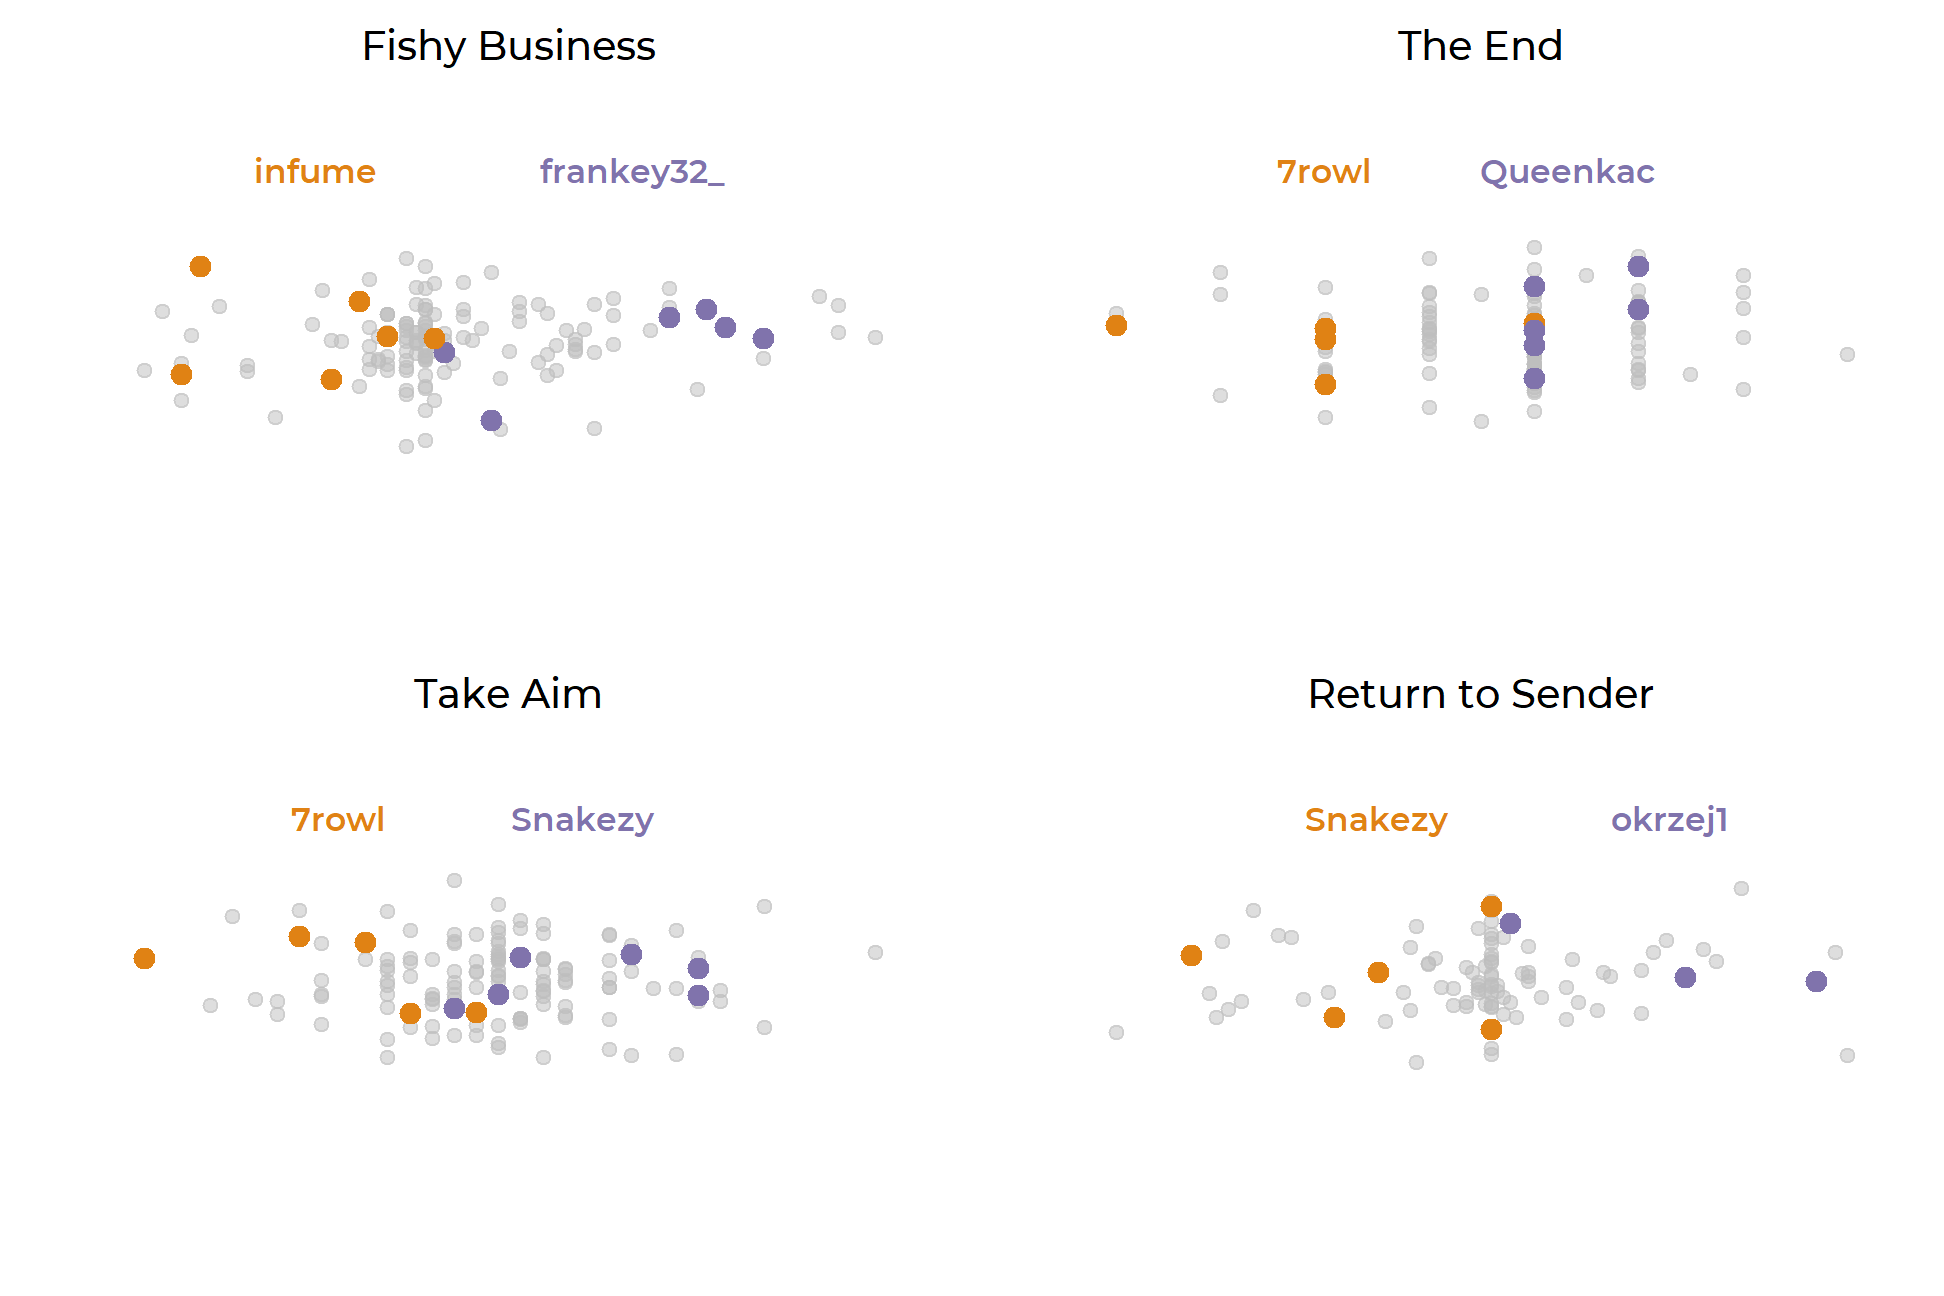 Fishy Business
The End
infume
frankey32_
7rowl
Queenkac
Take Aim
Return to Sender
7rowl
Snakezy
Snakezy
okrzej1